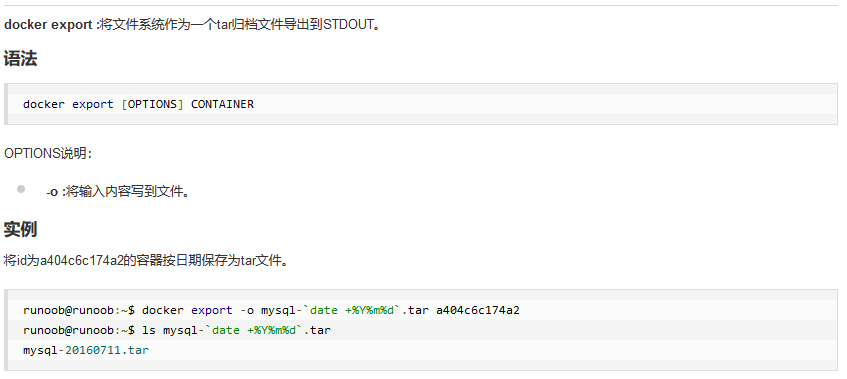 docker export :将文件系统作为一个tar归档文件导出到STDOUT。
语法
docker export [OPTIONS] CONTAINER
OPTIONS说明：
-o :将输入内容写到文件。
实例
将id为a404c6c174a2的容器按日期保存为tar文件。
runoob@runoob:~$ docker export -o mysql-`date +%Y%m%d`.tar a404c6c174a2
runoob@runoob:~$ ls mysql-`date +%Y%m%d`.tar
mysql-20160711.tar